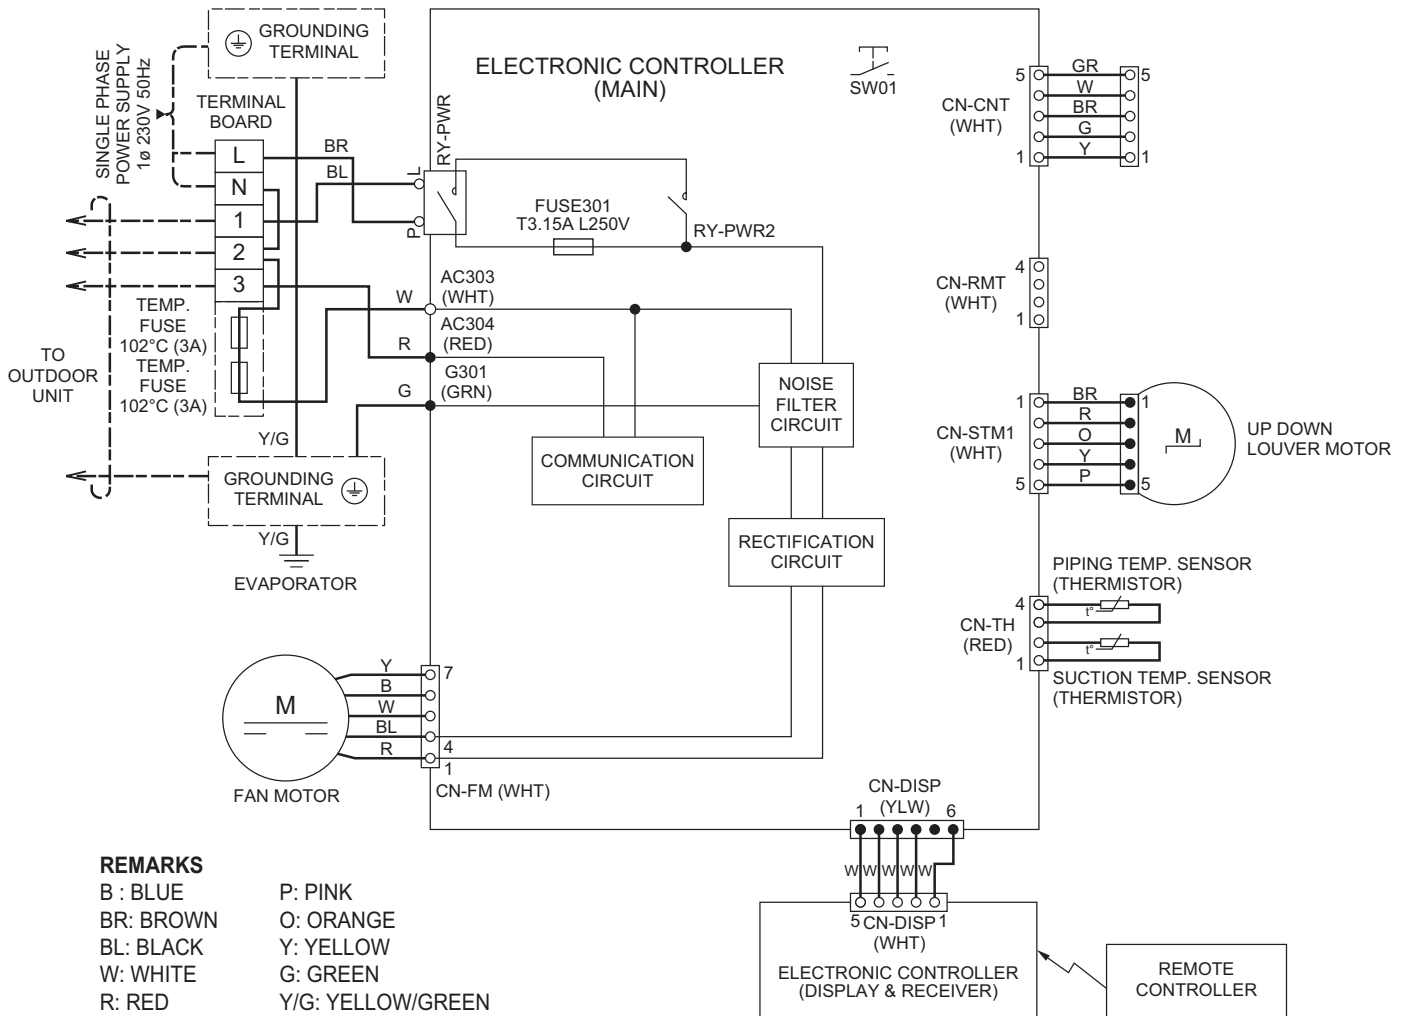 GROUNDING
TERMINAL
SINGLE PHASE
POWER SUPPLY
1ø 230V 50Hz
TERMINAL
BOARD
L
N
1
2
3
BR
BL
TEMP.
FUSE
102°C (3A)
TEMP.
FUSE
102°C (3A)
TO
OUTDOOR
UNIT
Y/G
GROUNDING
TERMINAL
Y/G
EVAPORATOR
ELECTRONIC CONTROLLER
(MAIN)
SW01
RY-PWR
L
P
FUSE301
T3.15A L250V
RY-PWR2
W
AC303
(WHT)
R
AC304
(RED)
G
G301
(GRN)
NOISE
FILTER
CIRCUIT
COMMUNICATION
CIRCUIT
RECTIFICATION
CIRCUIT
M
FAN MOTOR
Y
B
W
BL
R
7
4
1
CN-FM (WHT)
CN-CNT
(WHT)
5
1
GR
W
BR
G
Y
5
1
CN-RMT
(WHT)
4
1
CN-STM1
(WHT)
1
5
BR
R
O
Y
P
1
5
M
UP DOWN
LOUVER MOTOR
PIPING TEMP. SENSOR
(THERMISTOR)
CN-TH
(RED)
4
1
t°
t°
SUCTION TEMP. SENSOR
(THERMISTOR)
CN-DISP
(YLW)
1 6
W W W W W
5 CN-DISP 1
(WHT)
ELECTRONIC CONTROLLER
(DISPLAY & RECEIVER)
REMOTE
CONTROLLER
REMARKS
B : BLUE P: PINK
BR: BROWN O: ORANGE
BL: BLACK Y: YELLOW
W: WHITE G: GREEN
R: RED Y/G: YELLOW/GREEN